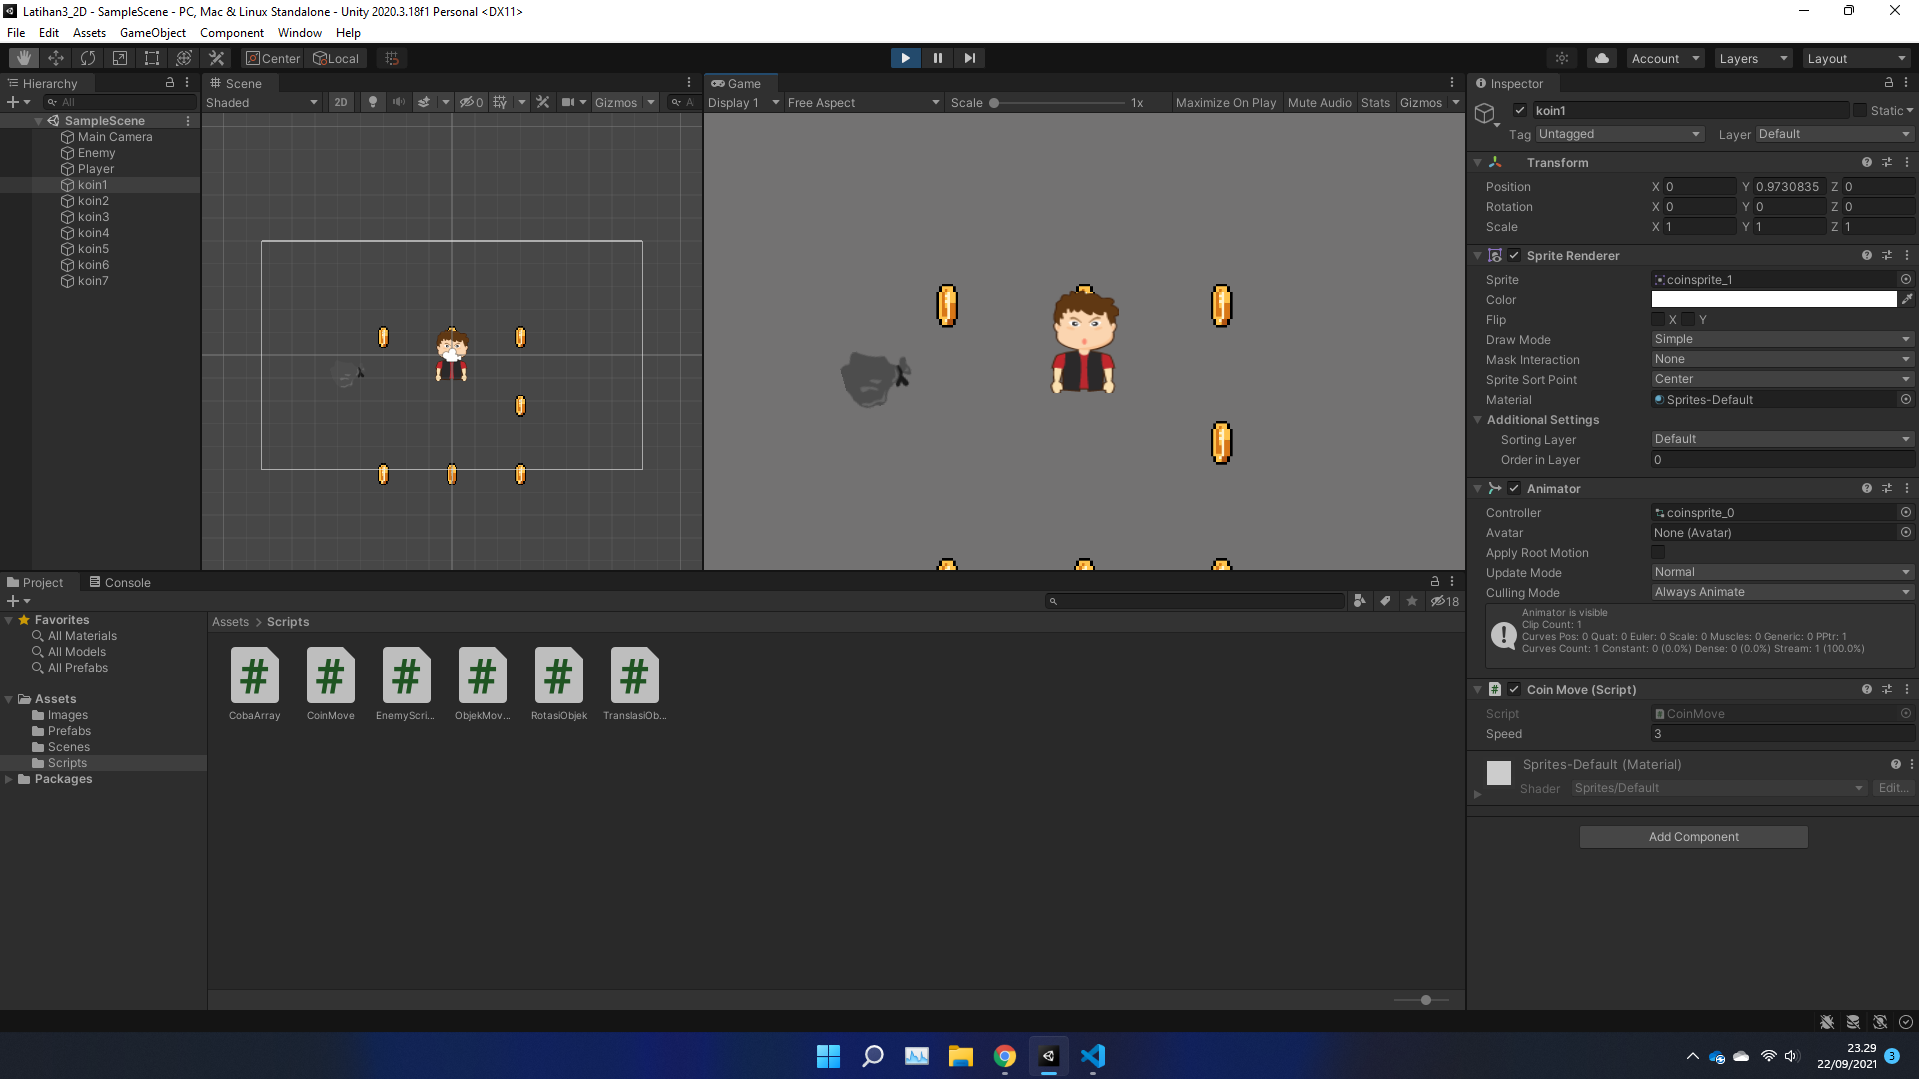 Latihan3_2D - SampleScene - PC, Mac & Linux Standalone - Unity 2020.3.18f1 Personal <DX11>
File Edit Assets GameObject Component Window Help
Center Local Account Layers Layout
Hierarchy
All
SampleScene
Main Camera
Enemy
Player
koin1
koin2
koin3
koin4
koin5
koin6
koin7
Scene
Shaded 2D 0 Gizmos A
Game
Display 1 Free Aspect Scale 1x Maximize On Play Mute Audio Stats Gizmos
Inspector
koin1 Static
Tag Untagged Layer Default
Transform
Position X 0 Y 0.9730835 Z 0
Rotation X 0 Y 0 Z 0
Scale X 1 Y 1 Z 1
Sprite Renderer
Sprite coinsprite_1
Color
Flip X Y
Draw Mode Simple
Mask Interaction None
Sprite Sort Point Center
Material Sprites-Default
Additional Settings
Sorting Layer Default
Order in Layer 0
Animator
Controller coinsprite_0
Avatar None (Avatar)
Apply Root Motion
Update Mode Normal
Culling Mode Always Animate
Animator is visible
Clip Count: 1
Curves Pos: 0 Quat: 0 Euler: 0 Scale: 0 Muscles: 0 Generic: 0 PPtr: 1
Curves Count: 1 Constant: 0 (0.0%) Dense: 0 (0.0%) Stream: 1 (100.0%)
Coin Move (Script)
Script CoinMove
Speed 3
Sprites-Default (Material)
Shader Sprites/Default Edit...
Add Component
Project Console
18
Favorites
All Materials
All Models
All Prefabs
Assets
Images
Prefabs
Scenes
Scripts
Packages
Assets > Scripts
CobaArray CoinMove EnemyScri... ObjekMov... RotasiObjek TranslasiOb...
23.29
22/09/2021
3